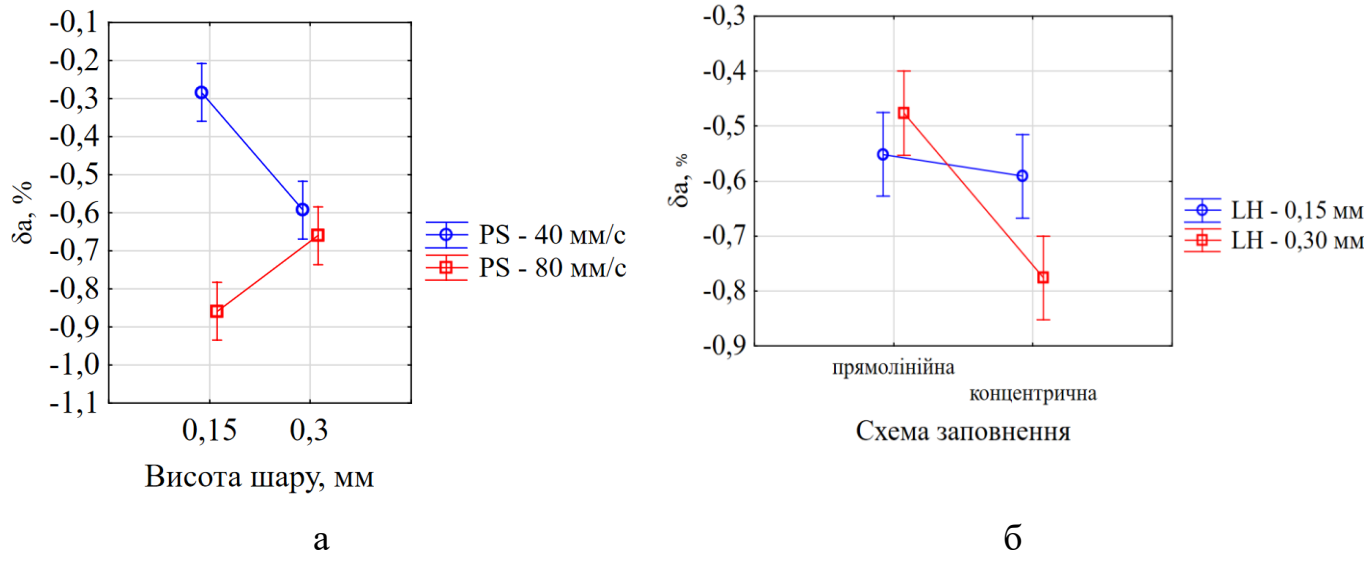 -0,1
-0,2
-0,3
-0,4
-0,5
-0,6
-0,7
-0,8
-0,9
-1,0
-1,1
δa, %
0,15 0,3
Висота шару, мм
PS - 40 мм/с
PS - 80 мм/с
а
-0,3
-0,4
-0,5
-0,6
-0,7
-0,8
-0,9
δa, %
прямолінійна
концентрична
Схема заповнення
LH - 0,15 мм
LH - 0,30 мм
б